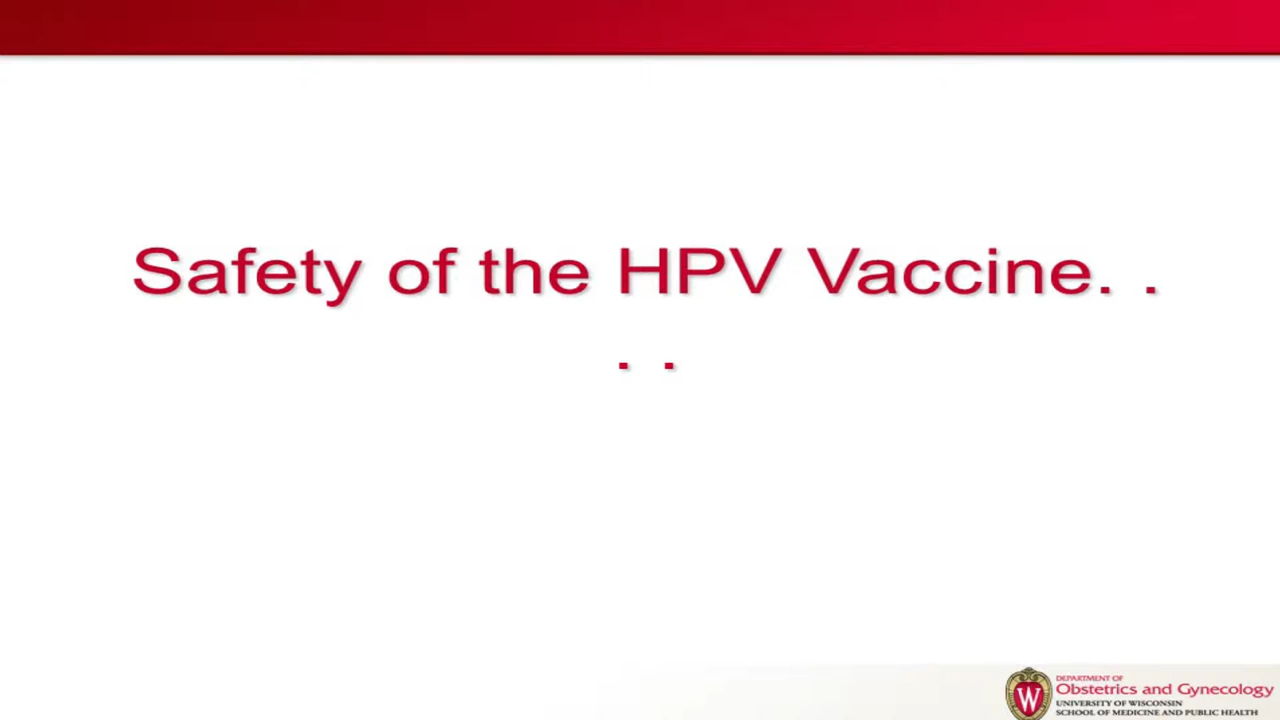 Safety of the HPV Vaccine. .
. .
W
DEPARTMENT OF
Obstetrics and Gynecology
UNIVERSITY OF WISCONSIN
SCHOOL OF MEDICINE AND PUBLIC HEALTH